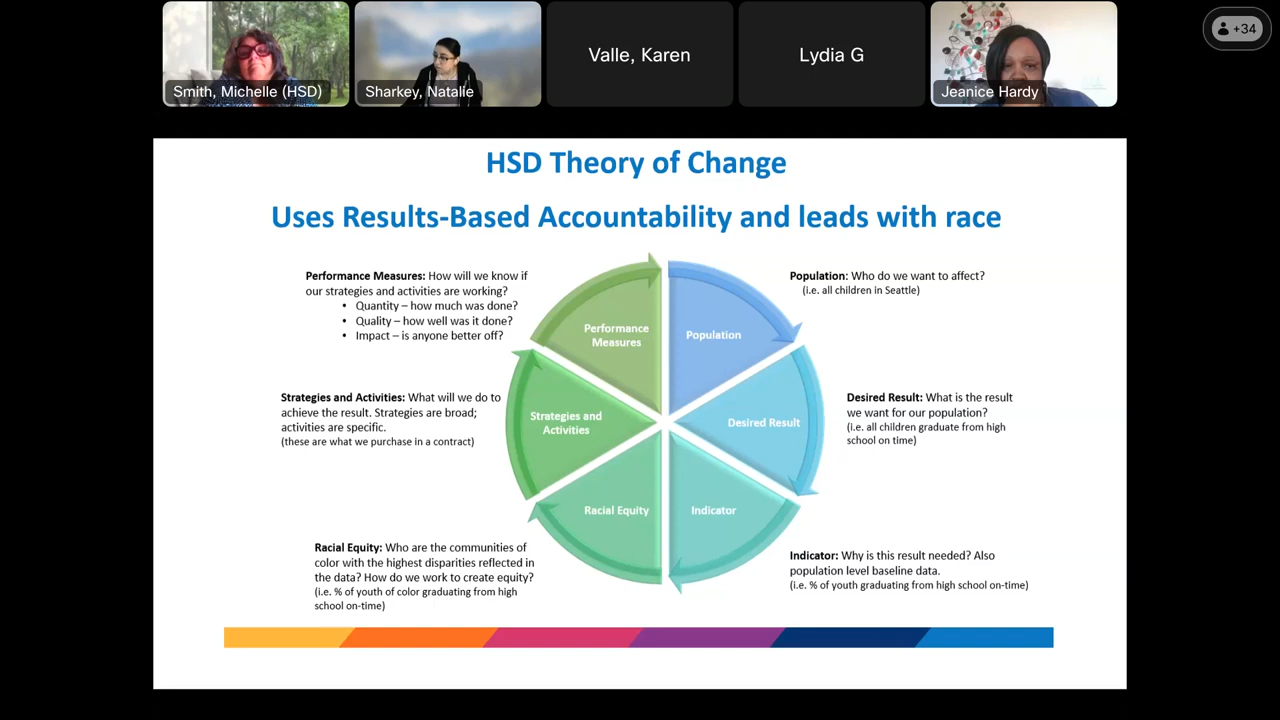 Smith, Michelle (HSD)
Sharkey, Natalie
Valle, Karen
Lydia G
Jeanice Hardy
+34
HSD Theory of Change
Uses Results-Based Accountability and leads with race
Performance Measures: How will we know if
our strategies and activities are working?
• Quantity – how much was done?
• Quality – how well was it done?
• Impact – is anyone better off?
Population: Who do we want to affect?
(i.e. all children in Seattle)
Performance
Measures
Population
Strategies and Activities: What will we do to
achieve the result. Strategies are broad;
activities are specific.
(these are what we purchase in a contract)
Strategies and
Activities
Desired Result
Desired Result: What is the result
we want for our population?
(i.e. all children graduate from high
school on time)
Racial Equity
Indicator
Racial Equity: Who are the communities of
color with the highest disparities reflected in
the data? How do we work to create equity?
(i.e. % of youth of color graduating from high
school on-time)
Indicator: Why is this result needed? Also
population level baseline data.
(i.e. % of youth graduating from high school on-time)